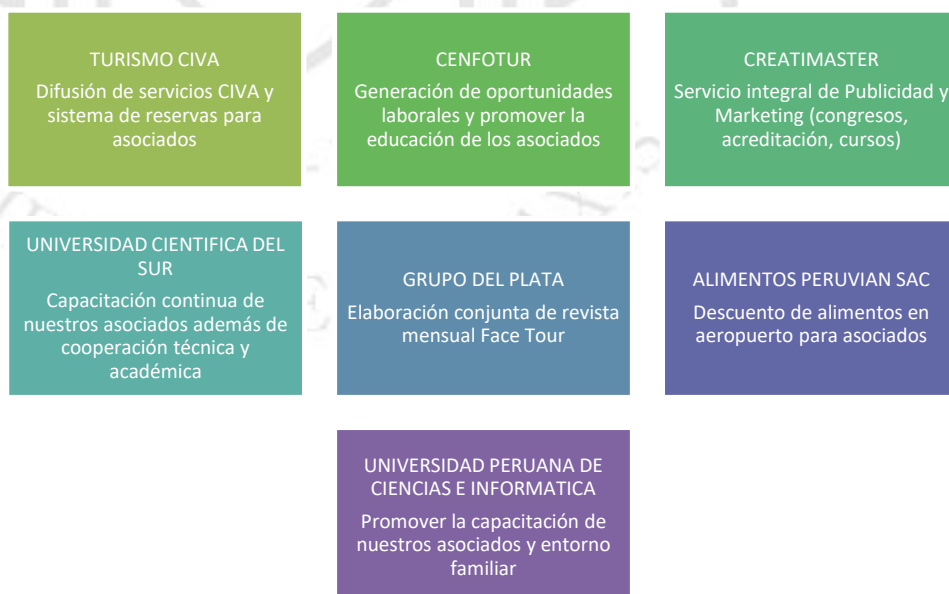 TURISMO CIVA
Difusión de servicios CIVA y
sistema de reservas para
asociados
CENFOTUR
Generación de oportunidades
laborales y promover la
educación de los asociados
CREATIMASTER
Servicio integral de Publicidad y
Marketing (congresos,
acreditación, cursos)
UNIVERSIDAD CIENTIFICA DEL
SUR
Capacitación continua de
nuestros asociados además de
cooperación técnica y
académica
GRUPO DEL PLATA
Elaboración conjunta de revista
mensual Face Tour
ALIMENTOS PERUVIAN SAC
Descuento de alimentos en
aeropuerto para asociados
UNIVERSIDAD PERUANA DE
CIENCIAS E INFORMATICA
Promover la capacitación de
nuestros asociados y entorno
familiar